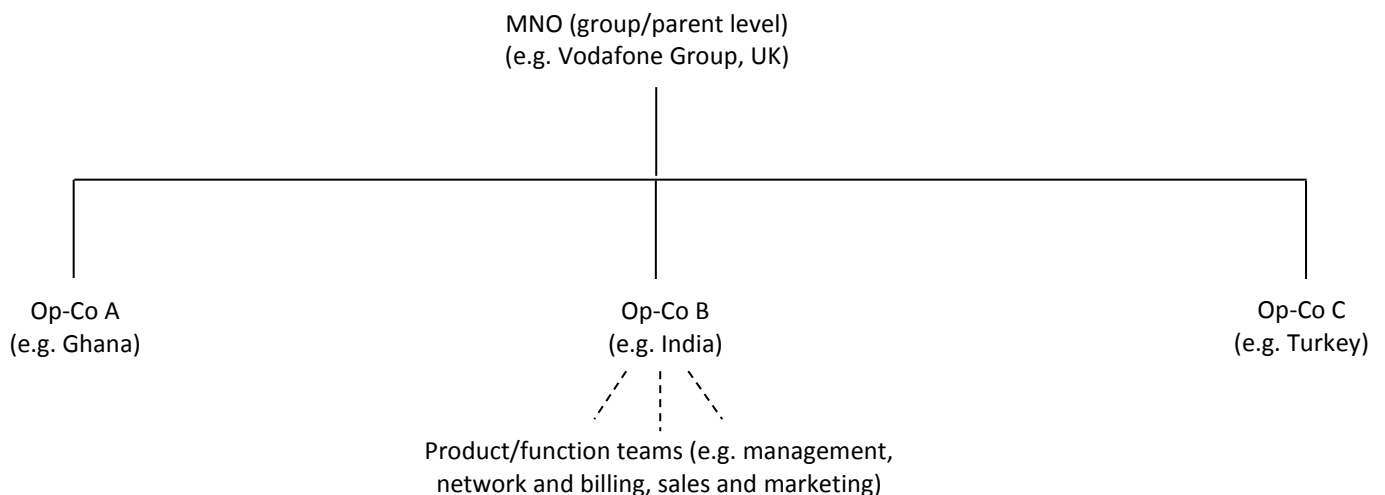 MNO (group/parent level)
(e.g. Vodafone Group, UK)
Op-Co A
(e.g. Ghana)
Op-Co B
(e.g. India)
Op-Co C
(e.g. Turkey)
Product/function teams (e.g. management,
network and billing, sales and marketing)